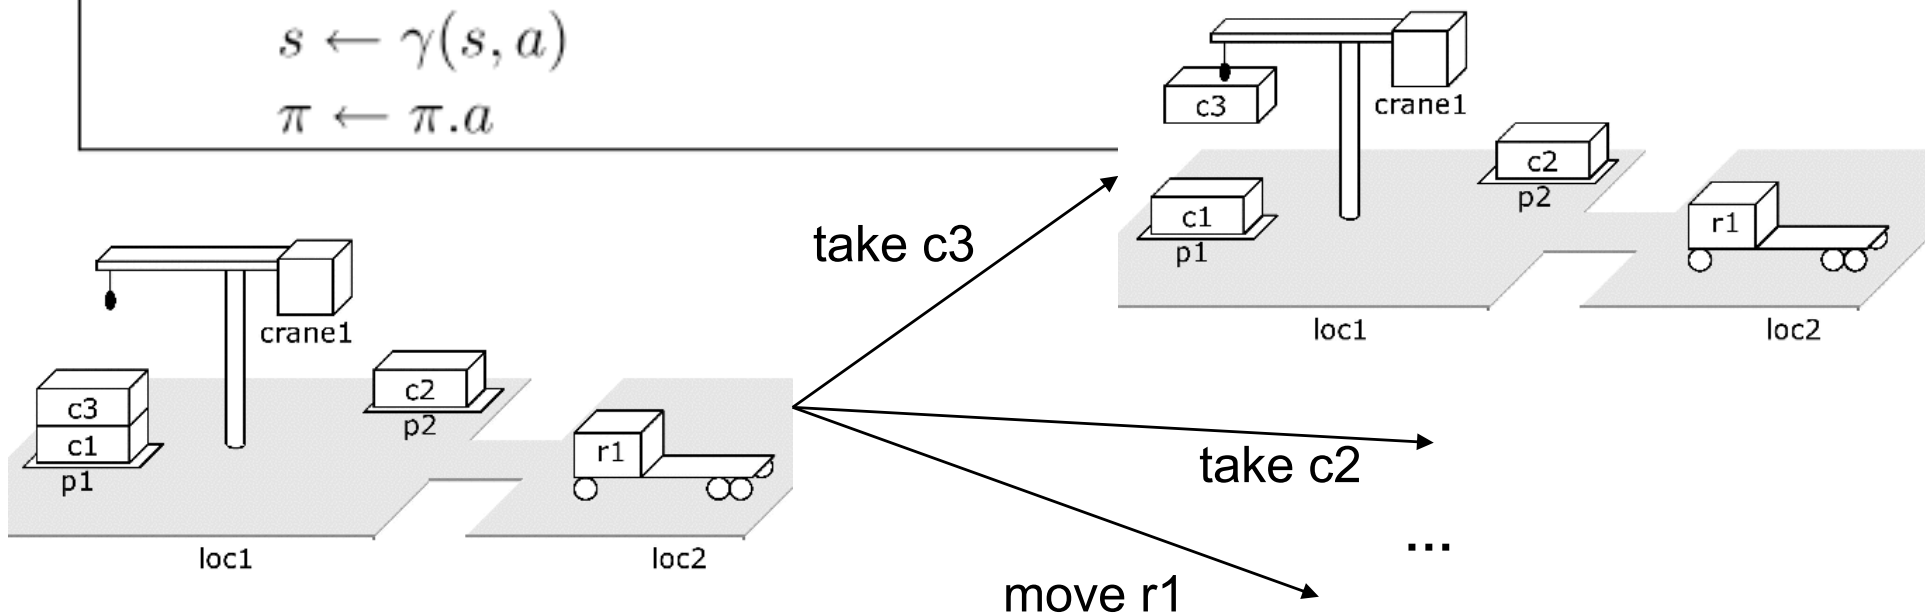 s ← γ(s, a)
π ← π.a
c3
crane1
c2
p2
c1
p1
r1
loc1
loc2
take c3
crane1
c3
c1
p1
c2
p2
r1
loc1
loc2
take c2
...
move r1